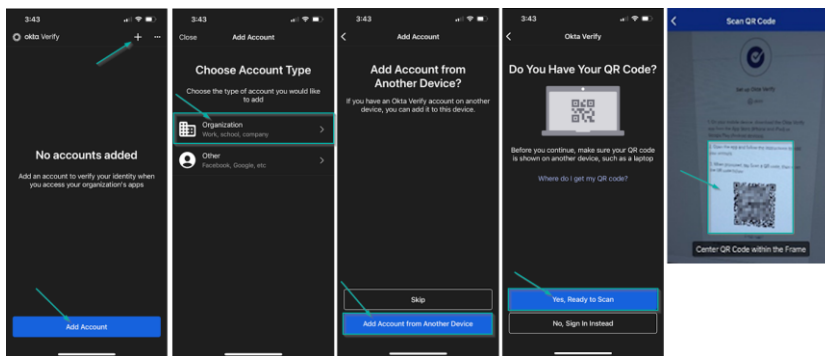 3:43
okta Verify
No accounts added
Add an account to verify your identity when
you access your organization's apps
Add Account
3:43
Close
Add Account
Choose Account Type
Choose the type of account you would like
to add
Organization
Work, school, company
Other
Facebook, Google, etc
3:43
Add Account
Add Account from
Another Device?
If you have an Okta Verify account on another
device, you can add it to this device.
Skip
Add Account from Another Device
3:43
Okta Verify
Do You Have Your QR Code?
Before you continue, make sure your QR code
is shown on another device, such as a laptop
Where do I get my QR code?
Yes, Ready to Scan
No, Sign In Instead
Scan QR Code
Set up Okta Verify
Center QR Code within the Frame